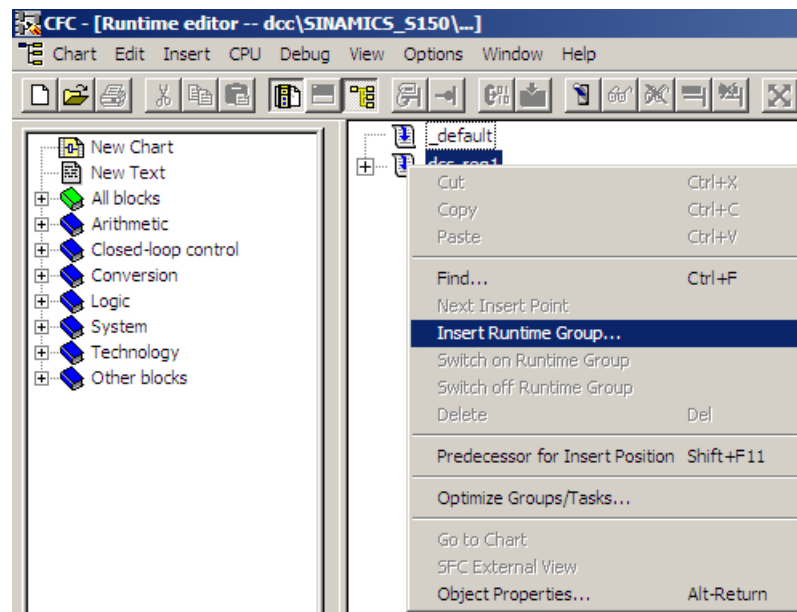 CFC - [Runtime editor -- dcc\SINAMICS_S150\...]
Chart Edit Insert CPU Debug View Options Window Help
New Chart
New Text
All blocks
Arithmetic
Closed-loop control
Conversion
Logic
System
Technology
Other blocks
_default
Cut Ctrl+X
Copy Ctrl+C
Paste Ctrl+V
Find... Ctrl+F
Next Insert Point
Insert Runtime Group...
Switch on Runtime Group
Switch off Runtime Group
Delete Del
Predecessor for Insert Position Shift+F11
Optimize Groups/Tasks...
Go to Chart
SFC External View
Object Properties... Alt-Return